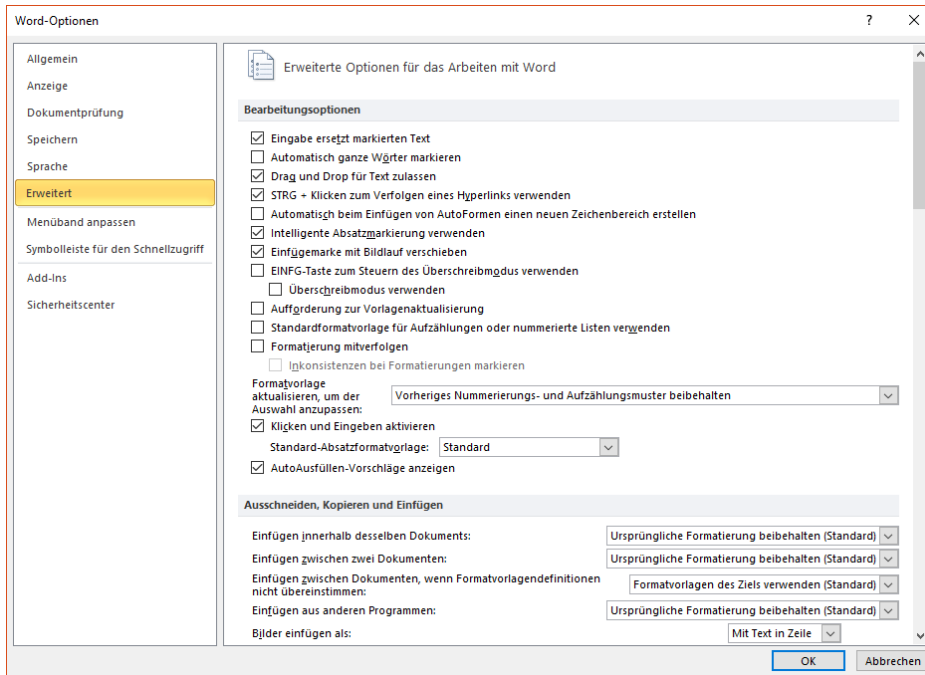 Word-Optionen
Allgemein
Anzeige
Dokumentprüfung
Speichern
Sprache
Erweitert
Menüband anpassen
Symbolleiste für den Schnellzugriff
Add-Ins
Sicherheitscenter
Erweiterte Optionen für das Arbeiten mit Word
Bearbeitungsoptionen
Eingabe ersetzt markierten Text
Automatisch ganze Wörter markieren
Drag und Drop für Text zulassen
STRG + Klicken zum Verfolgen eines Hyperlinks verwenden
Automatisch beim Einfügen von AutoFormen einen neuen Zeichenbereich erstellen
Intelligente Absatzmarkierung verwenden
Einfügemarke mit Bildlauf verschieben
EINFG-Taste zum Steuern des Überschreibmodus verwenden
Überschreibmodus verwenden
Aufforderung zur Vorlagenaktualisierung
Standardformatvorlage für Aufzählungen oder nummerierte Listen verwenden
Formatierung mitverfolgen
Inkonsistenzen bei Formatierungen markieren
Formatvorlage
aktualisieren, um der
Auswahl anzupassen:
Vorheriges Nummerierungs- und Aufzählungsmuster beibehalten
Klicken und Eingeben aktivieren
Standard-Absatzformatvorlage: Standard
AutoAusfüllen-Vorschläge anzeigen
Ausschneiden, Kopieren und Einfügen
Einfügen innerhalb desselben Dokuments: Ursprüngliche Formatierung beibehalten (Standard)
Einfügen zwischen zwei Dokumenten: Ursprüngliche Formatierung beibehalten (Standard)
Einfügen zwischen Dokumenten, wenn Formatvorlagendefinitionen
nicht übereinstimmen:
Formatvorlagen des Ziels verwenden (Standard)
Einfügen aus anderen Programmen: Ursprüngliche Formatierung beibehalten (Standard)
Bilder einfügen als: Mit Text in Zeile
OK Abbrechen